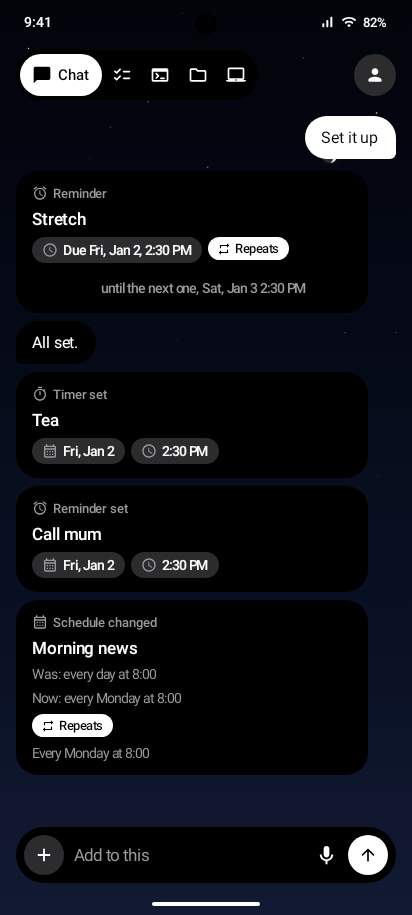 9:41
82%
Chat
Set it up
Reminder
Stretch
Due Fri, Jan 2, 2:30 PM
Repeats
until the next one, Sat, Jan 3 2:30 PM
All set.
Timer set
Tea
Fri, Jan 2
2:30 PM
Reminder set
Call mum
Fri, Jan 2
2:30 PM
Schedule changed
Morning news
Was: every day at 8:00
Now: every Monday at 8:00
Repeats
Every Monday at 8:00
Add to this